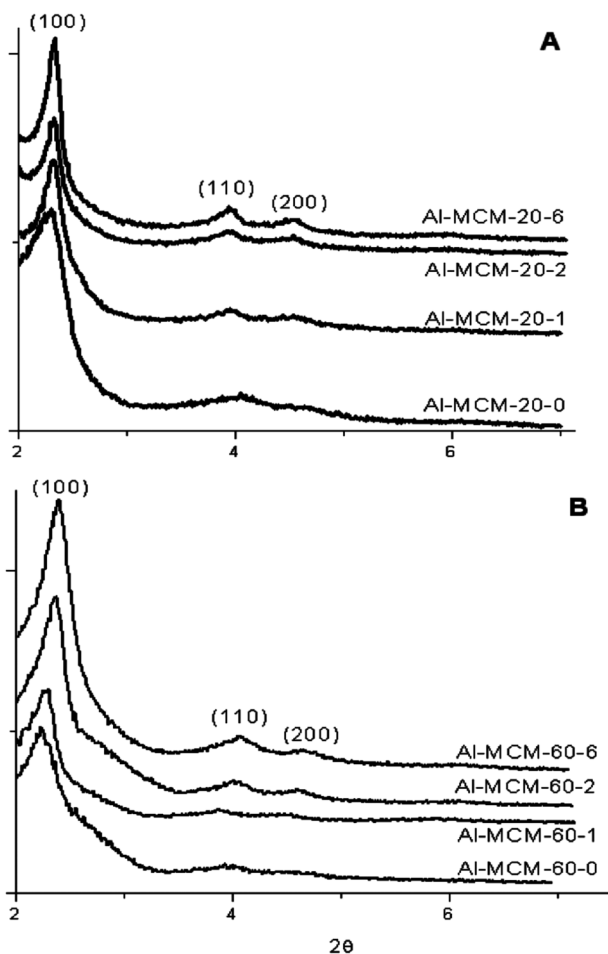 (100)
A
(110)
(200)
Al-MCM-20-6
Al-MCM-20-2
Al-MCM-20-1
Al-MCM-20-0
2 4 6
(100)
B
(110)
(200)
Al-MCM-60-6
Al-MCM-60-2
Al-MCM-60-1
Al-MCM-60-0
2 4 6
2θ